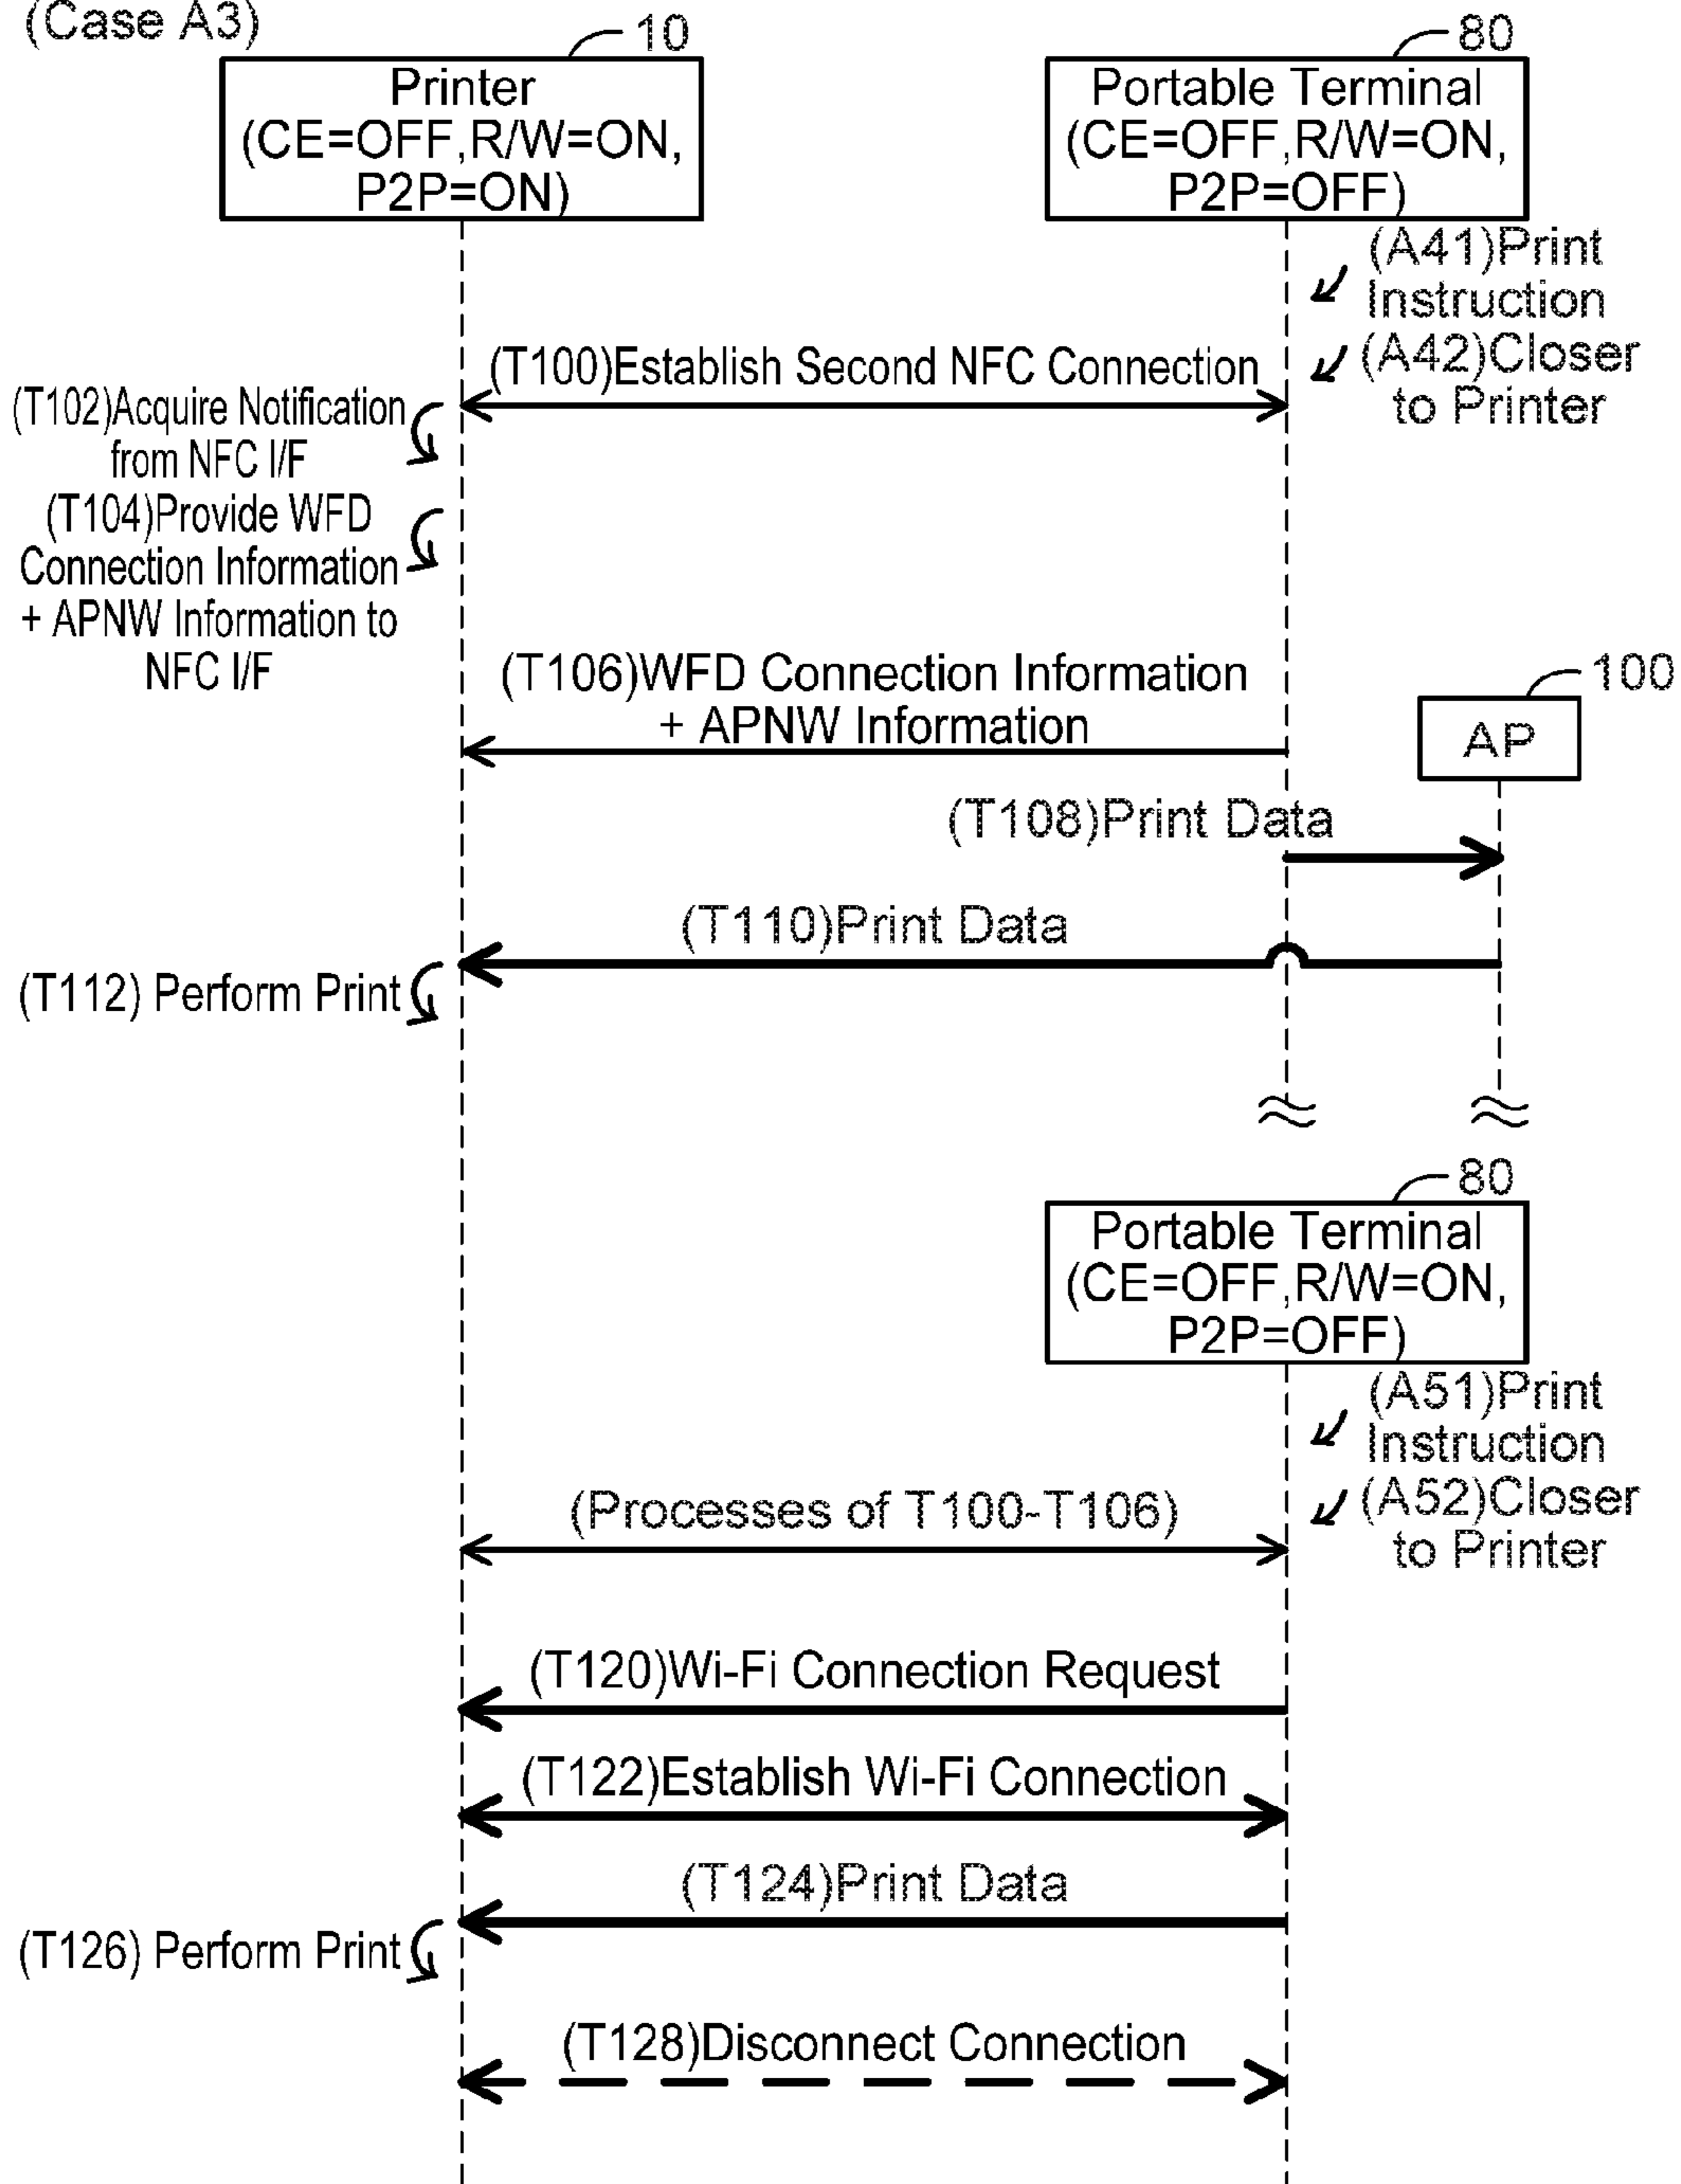 (Case A3)
10
80
Printer
(CE=OFF,R/W=ON,
P2P=ON)
Portable Terminal
(CE=OFF,R/W=ON,
P2P=OFF)
(A41)Print
Instruction
(A42)Closer
to Printer
(T100)Establish Second NFC Connection
(T102)Acquire Notification
from NFC I/F
(T104)Provide WFD
Connection Information
+ APNW Information to
NFC I/F
(T106)WFD Connection Information
+ APNW Information
100
AP
(T108)Print Data
(T110)Print Data
(T112) Perform Print
80
Portable Terminal
(CE=OFF,R/W=ON,
P2P=OFF)
(A51)Print
Instruction
(A52)Closer
to Printer
(Processes of T100-T106)
(T120)Wi-Fi Connection Request
(T122)Establish Wi-Fi Connection
(T124)Print Data
(T126) Perform Print
(T128)Disconnect Connection